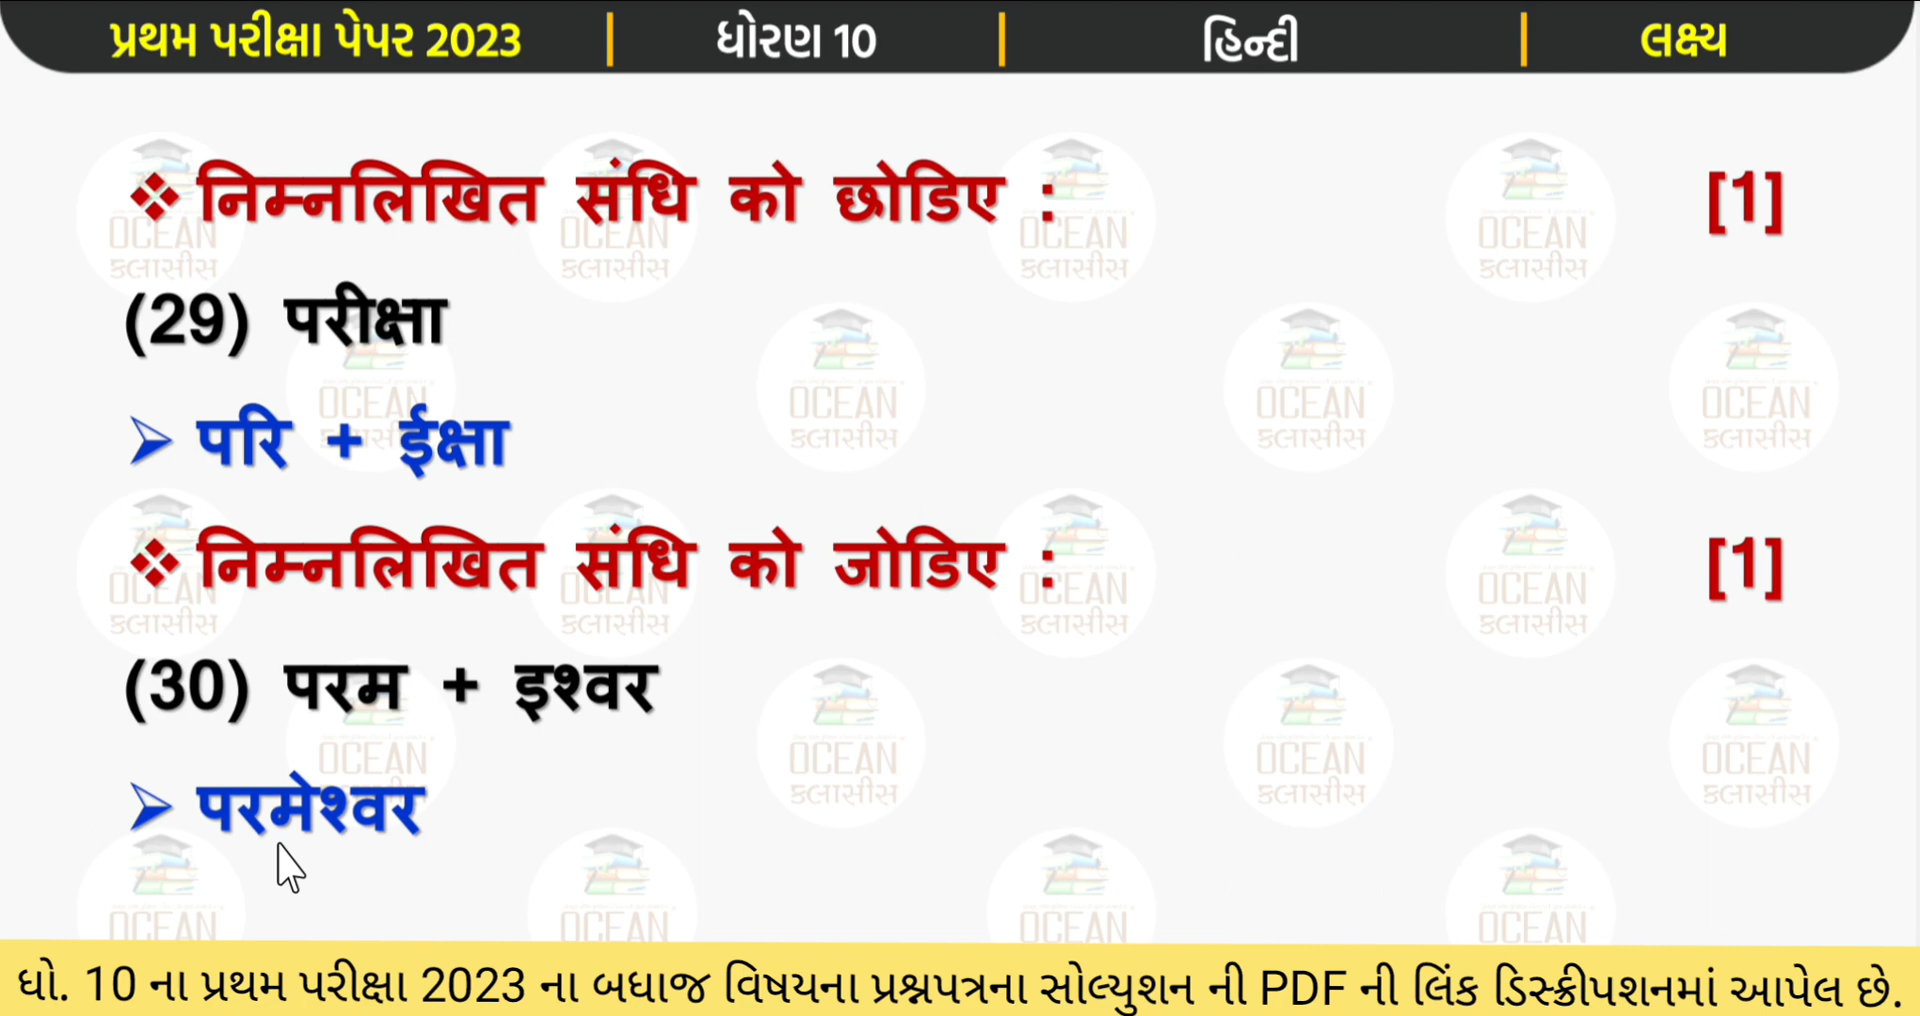 પ્રથમ પરીક્ષા પેપર 2023 | ધોરણ 10 | હિન્દી | લક્ષ્ય
❖ निम्नलिखित संधि को छोडिए : [1]
(29) परीक्षा
➢ परि + ईक्षा
❖ निम्नलिखित संधि को जोडिए : [1]
(30) परम + इश्वर
➢ परमेश्वर
ધો. 10 ના પ્રથમ પરીક્ષા 2023 ના બધાજ વિષયના પ્રશ્નપત્રના સોલ્યુશન ની PDF ની લિંક ડિસ્ક્રીપશનમાં આપેલ છે.
OCEAN
ક્લાસીસ